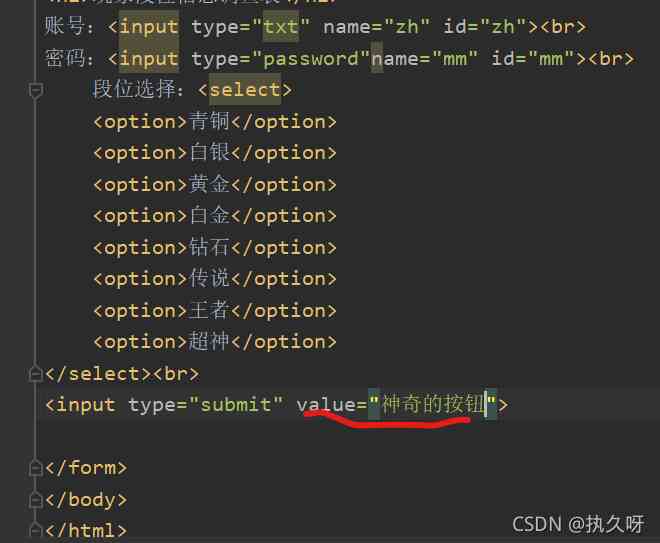 账号：<input type="txt" name="zh" id="zh"><br>
密码：<input type="password"name="mm" id="mm"><br>
段位选择：<select>
<option>青铜</option>
<option>白银</option>
<option>黄金</option>
<option>白金</option>
<option>钻石</option>
<option>传说</option>
<option>王者</option>
<option>超神</option>
</select><br>
<input type="submit" value="神奇的按钮">
</form>
</body>
</html>
CSDN @执久呀